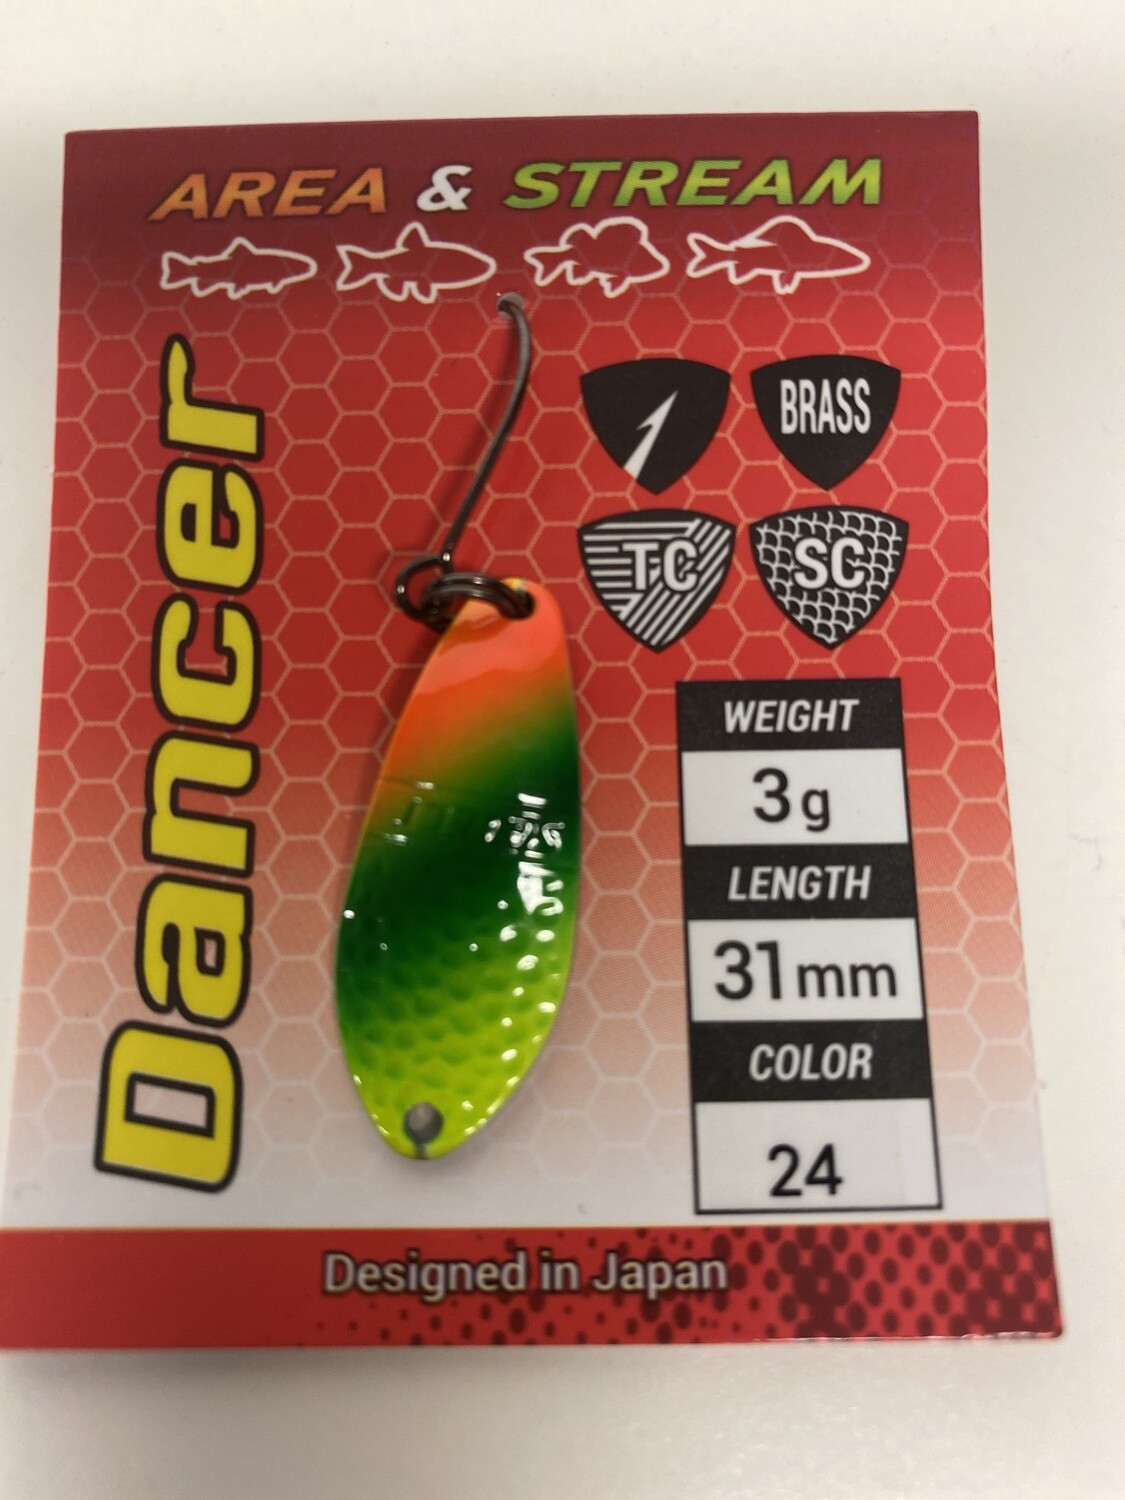 AREA & STREAM
Dancer
BRASS
TC
SC
WEIGHT
3g
LENGTH
31mm
COLOR
24
Designed in Japan